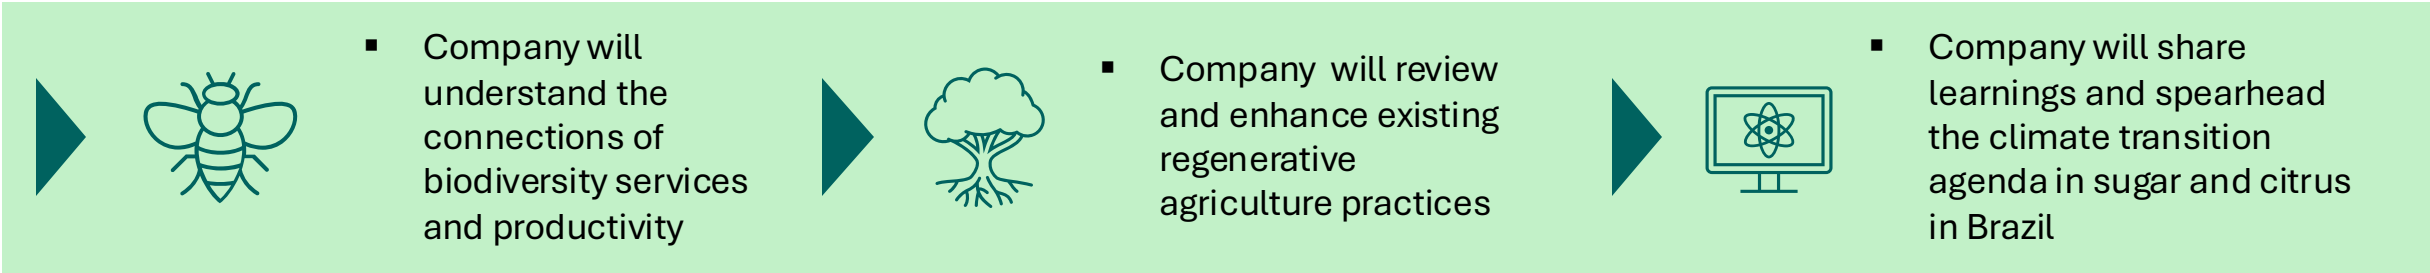 ▪ Company will
understand the
connections of
biodiversity services
and productivity
▪ Company will review
and enhance existing
regenerative
agriculture practices
▪ Company will share
learnings and spearhead
the climate transition
agenda in sugar and citrus
in Brazil